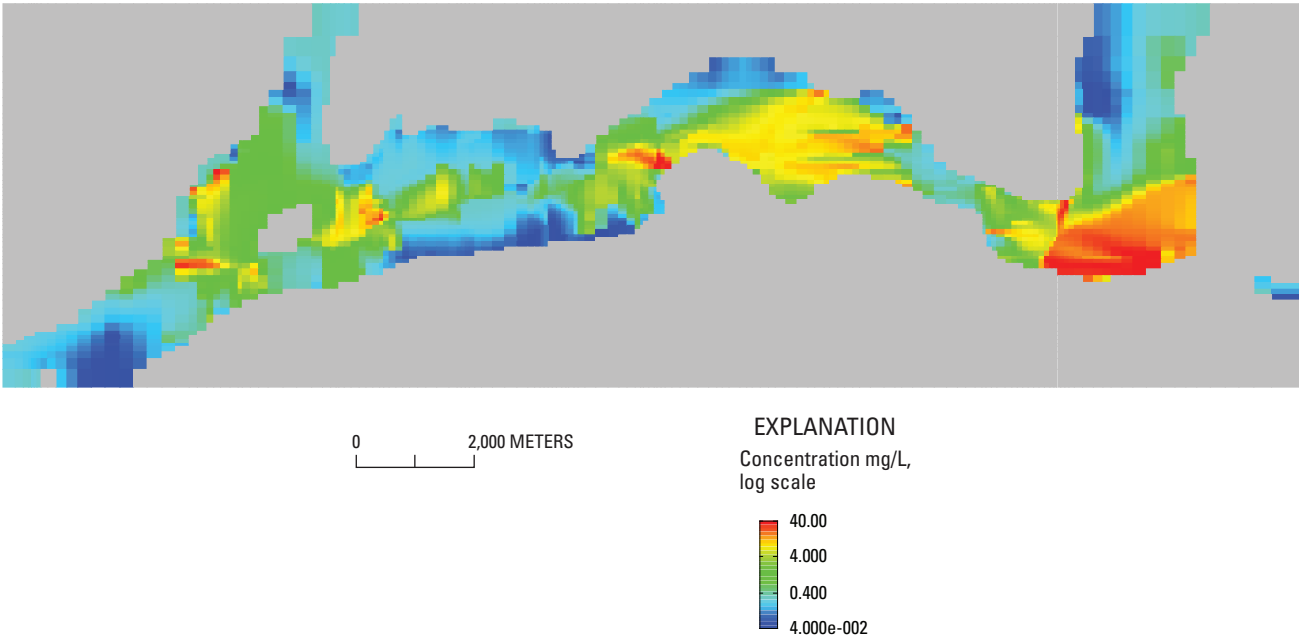 0 2,000 METERS
EXPLANATION
Concentration mg/L,
log scale
40.00
4.000
0.400
4.000e-002